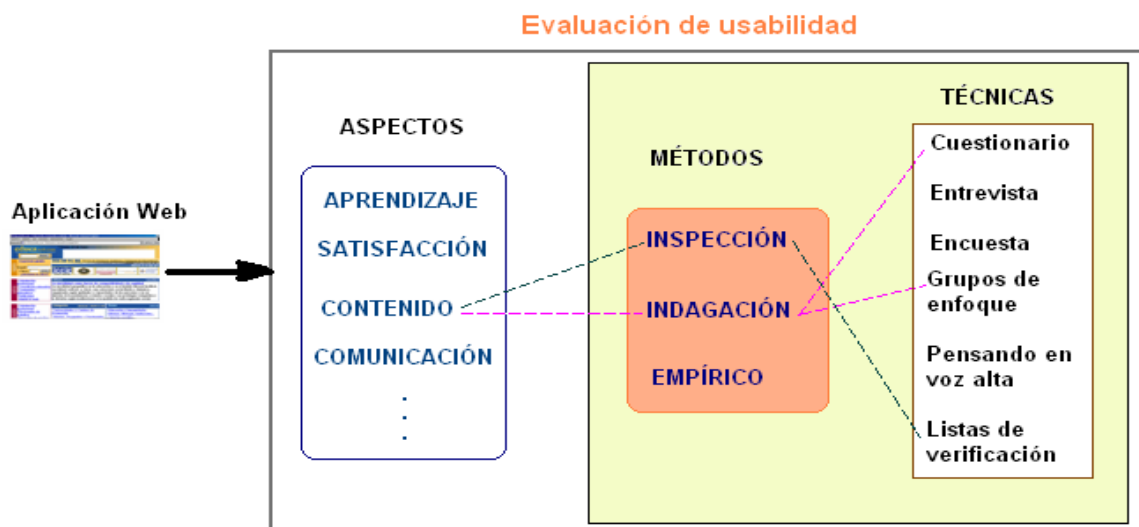 Evaluación de usabilidad
Aplicación Web
ASPECTOS
APRENDIZAJE
SATISFACCIÓN
CONTENIDO
COMUNICACIÓN
MÉTODOS
INSPECCIÓN
INDAGACIÓN
EMPÍRICO
TÉCNICAS
Cuestionario
Entrevista
Encuesta
Grupos de
enfoque
Pensando en
voz alta
Listas de
verificación